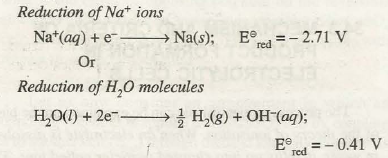 Reduction of Na⁺ ions
Na⁺(aq) + e⁻ ⟶ Na(s); E⊖red = – 2.71 V
Or
Reduction of H₂O molecules
H₂O(l) + 2e⁻ ⟶ ½ H₂(g) + OH⁻(aq);
E⊖red = – 0.41 V